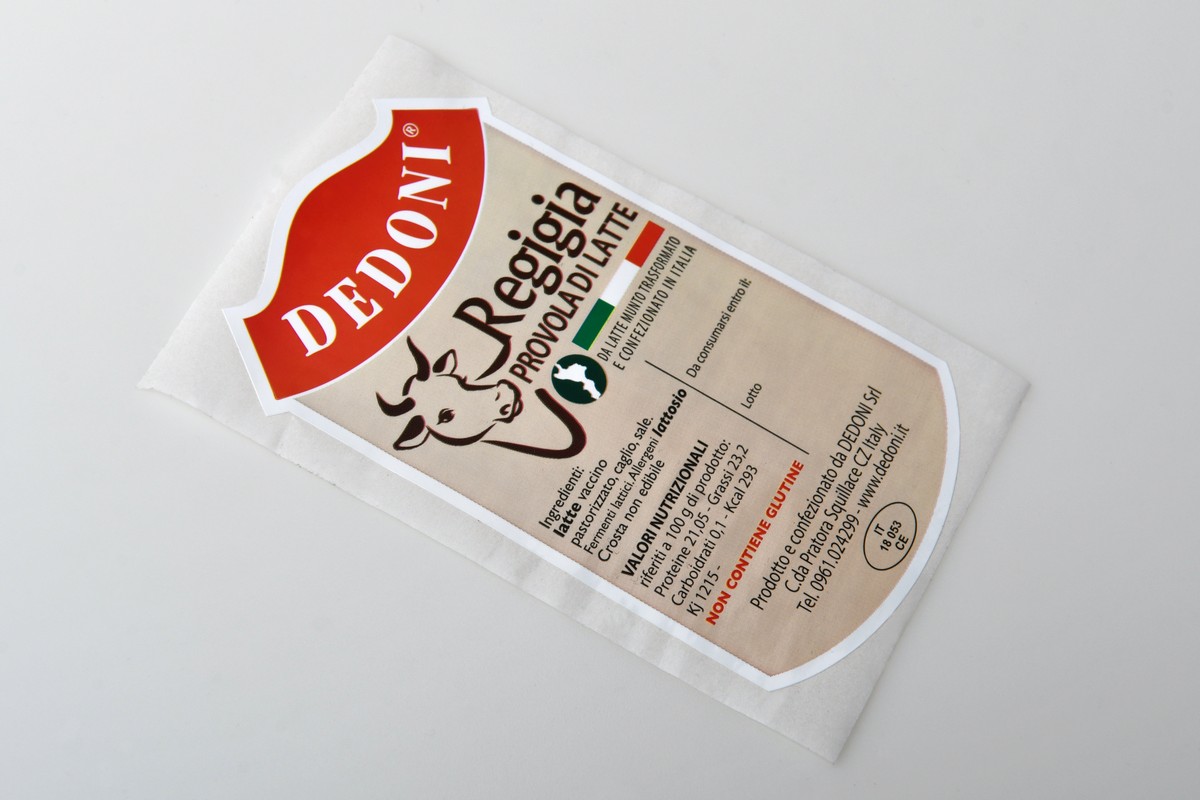 DEDONI®
Regigia
PROVOLA DI LATTE
DA LATTE MUNTO TRASFORMATO
E CONFEZIONATO IN ITALIA
Da consumarsi entro il:
Lotto
Ingredienti:
latte vaccino
pastorizzato, caglio, sale.
Fermenti lattici. Allergeni lattosio
Crosta non edibile
VALORI NUTRIZIONALI
riferiti a 100 g di prodotto:
Proteine 21,05 - Grassi 23,2
Carboidrati 0,1 - Kcal 293
Kj 1215 -
NON CONTIENE GLUTINE
Prodotto e confezionato da DEDONI Srl
C.da Pratora Squillace CZ Italy
Tel. 0961.024299 - www.dedoni.it
IT
18 053
CE